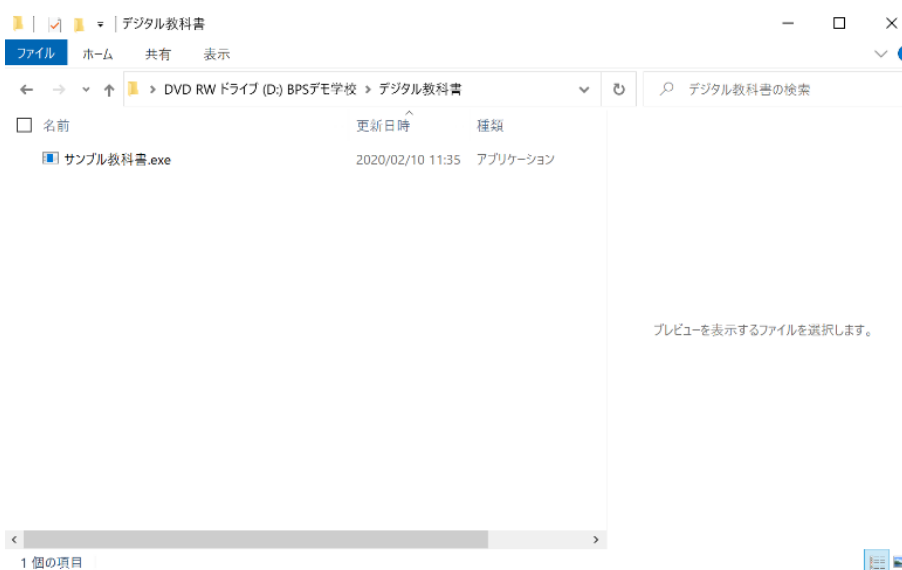 デジタル教科書
ファイル ホーム 共有 表示
DVD RW ドライブ (D:) BPSデモ学校 › デジタル教科書 デジタル教科書の検索
名前 更新日時 種類
サンプル教科書.exe 2020/02/10 11:35 アプリケーション
プレビューを表示するファイルを選択します。
1 個の項目